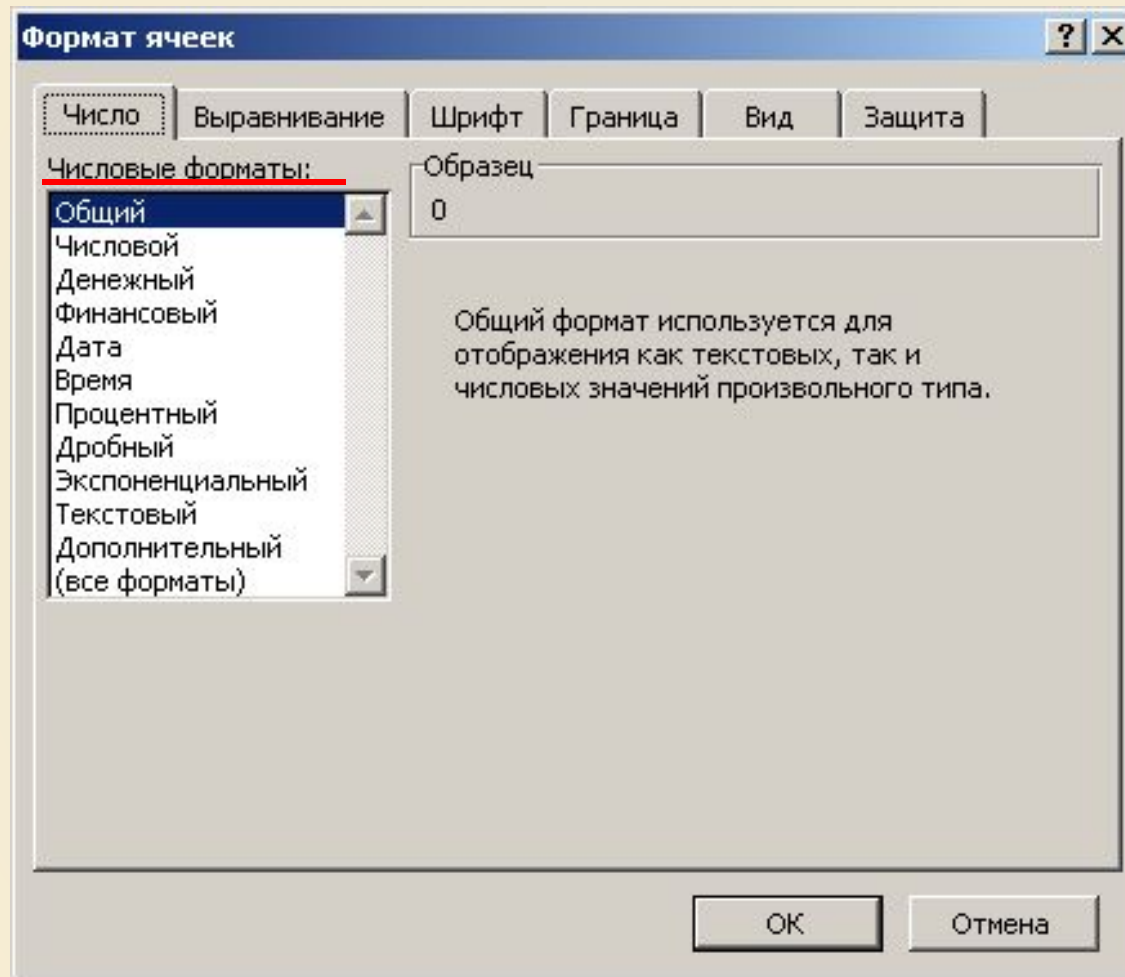 Формат ячеек
Число Выравнивание Шрифт Граница Вид Защита
Числовые форматы:
Общий
Числовой
Денежный
Финансовый
Дата
Время
Процентный
Дробный
Экспоненциальный
Текстовый
Дополнительный
(все форматы)
Образец
0
Общий формат используется для
отображения как текстовых, так и
числовых значений произвольного типа.
ОК Отмена